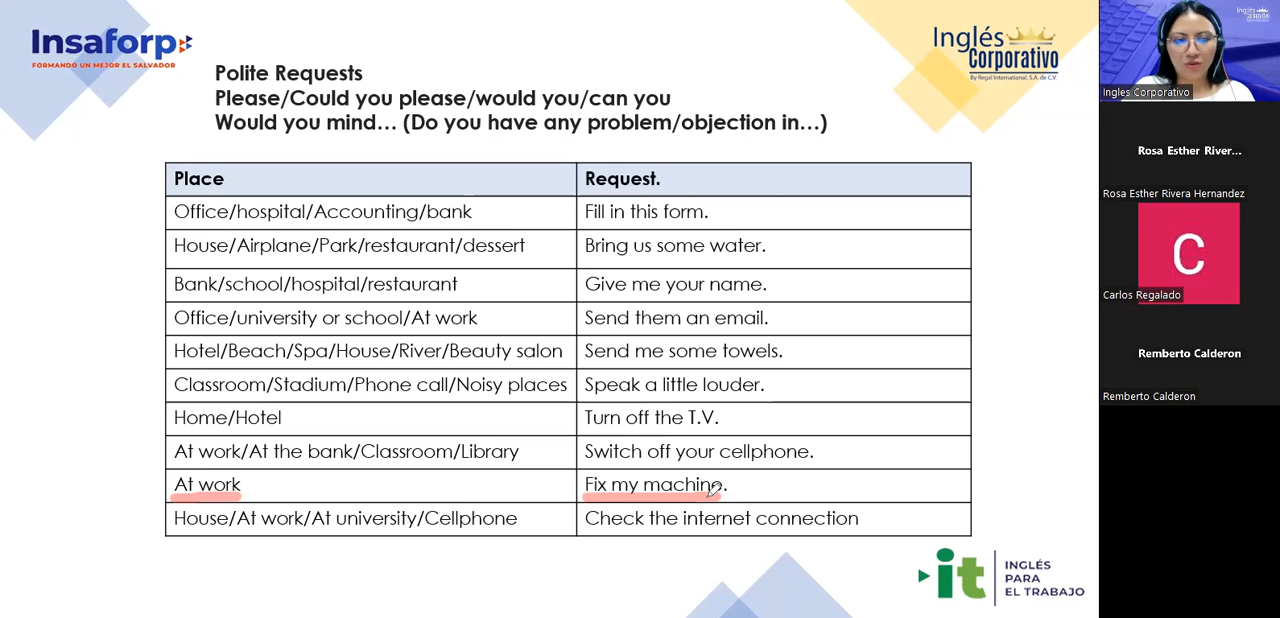 Insaforp
FORMANDO UN MEJOR EL SALVADOR
Inglés
Corporativo
By Regal International, S.A. de C.V.
Polite Requests
Please/Could you please/would you/can you
Would you mind... (Do you have any problem/objection in...)
Place Request.
Office/hospital/Accounting/bank Fill in this form.
House/Airplane/Park/restaurant/dessert Bring us some water.
Bank/school/hospital/restaurant Give me your name.
Office/university or school/At work Send them an email.
Hotel/Beach/Spa/House/River/Beauty salon Send me some towels.
Classroom/Stadium/Phone call/Noisy places Speak a little louder.
Home/Hotel Turn off the T.V.
At work/At the bank/Classroom/Library Switch off your cellphone.
At work Fix my machine.
House/At work/At university/Cellphone Check the internet connection
it
INGLÉS
PARA
EL TRABAJO
Inglés
Corporativo
Ingles Corporativo
Rosa Esther River...
Rosa Esther Rivera Hernandez
C
Carlos Regalado
Remberto Calderon
Remberto Calderon